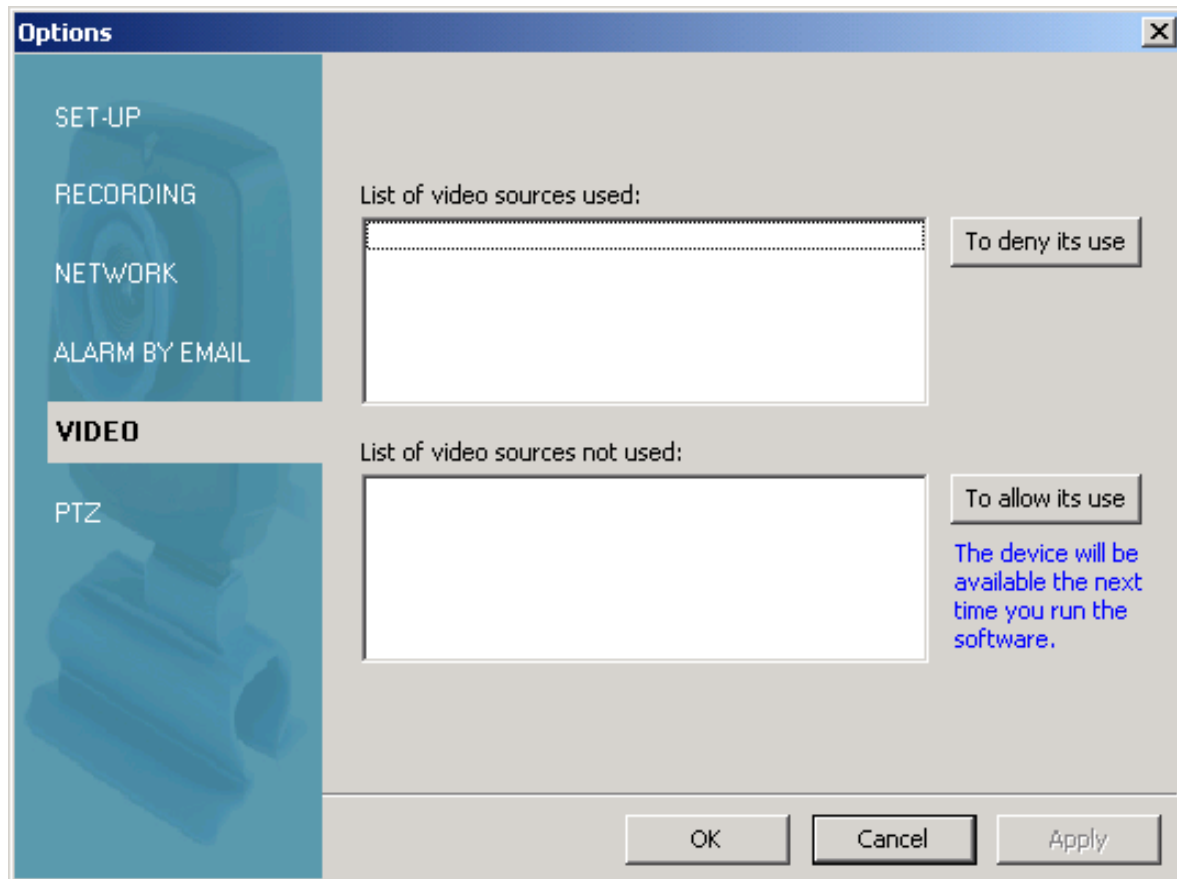 Options
SET-UP
RECORDING
NETWORK
ALARM BY EMAIL
VIDEO
PTZ
List of video sources used:
To deny its use
List of video sources not used:
To allow its use
The device will be
available the next
time you run the
software.
OK
Cancel
Apply